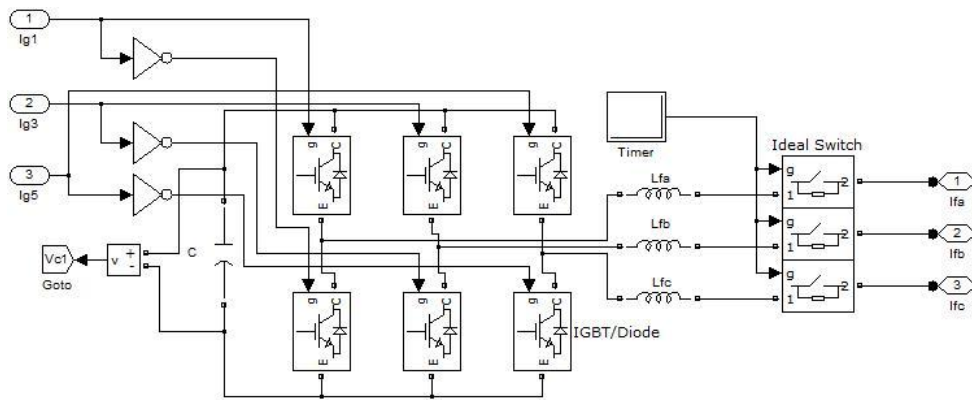 1
Ig1
2
Ig3
3
Ig5
g C
E
g C
E
g C
E
Timer
Ideal Switch
g
1 2
g
1 2
g
1 2
1
Ifa
2
Ifb
3
Ifc
Lfa
Lfb
Lfc
Vc1
Goto
v + -
C
g C
E
g C
E
g C
E
IGBT/Diode